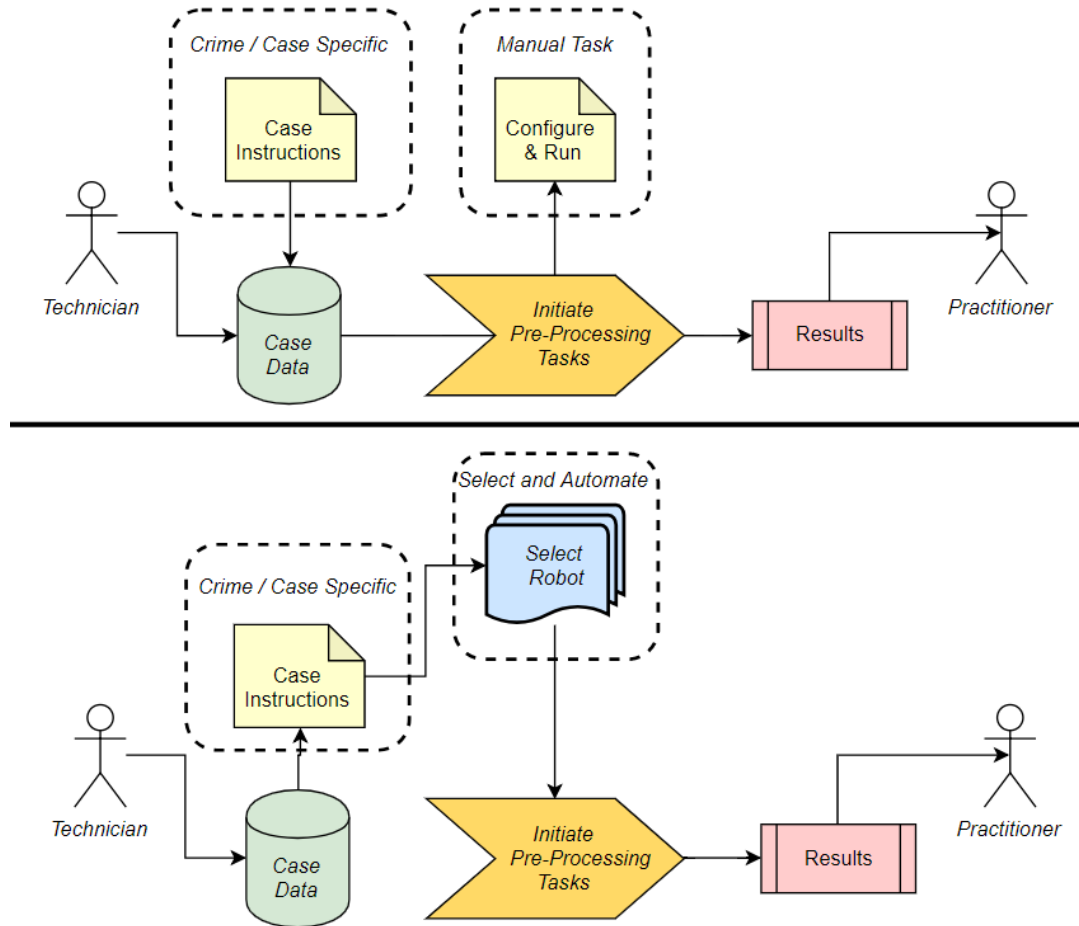 Crime / Case Specific
Manual Task
Case
Instructions
Configure
& Run
Technician
Case
Data
Initiate
Pre-Processing
Tasks
Results
Practitioner
Select and Automate
Select
Robot
Crime / Case Specific
Case
Instructions
Technician
Case
Data
Initiate
Pre-Processing
Tasks
Results
Practitioner